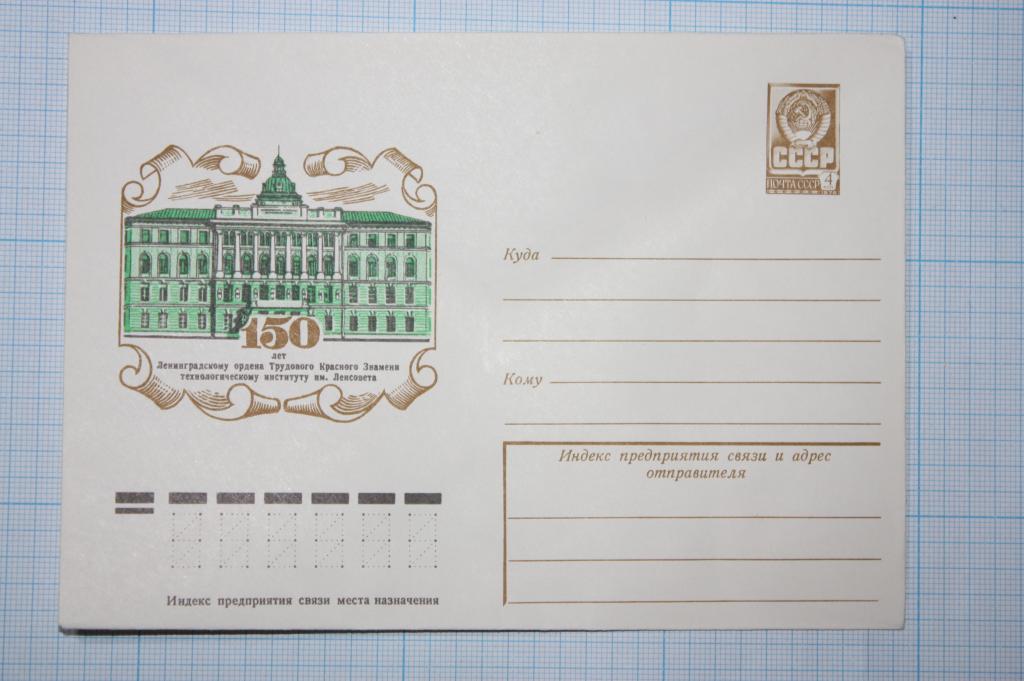 СССР
ПОЧТА СССР 4
Куда
150
лет
Ленинградскому ордена Трудового Красного Знамени
технологическому институту им. Ленсовета
Кому
Индекс предприятия связи и адрес
отправителя
Индекс предприятия связи места назначения